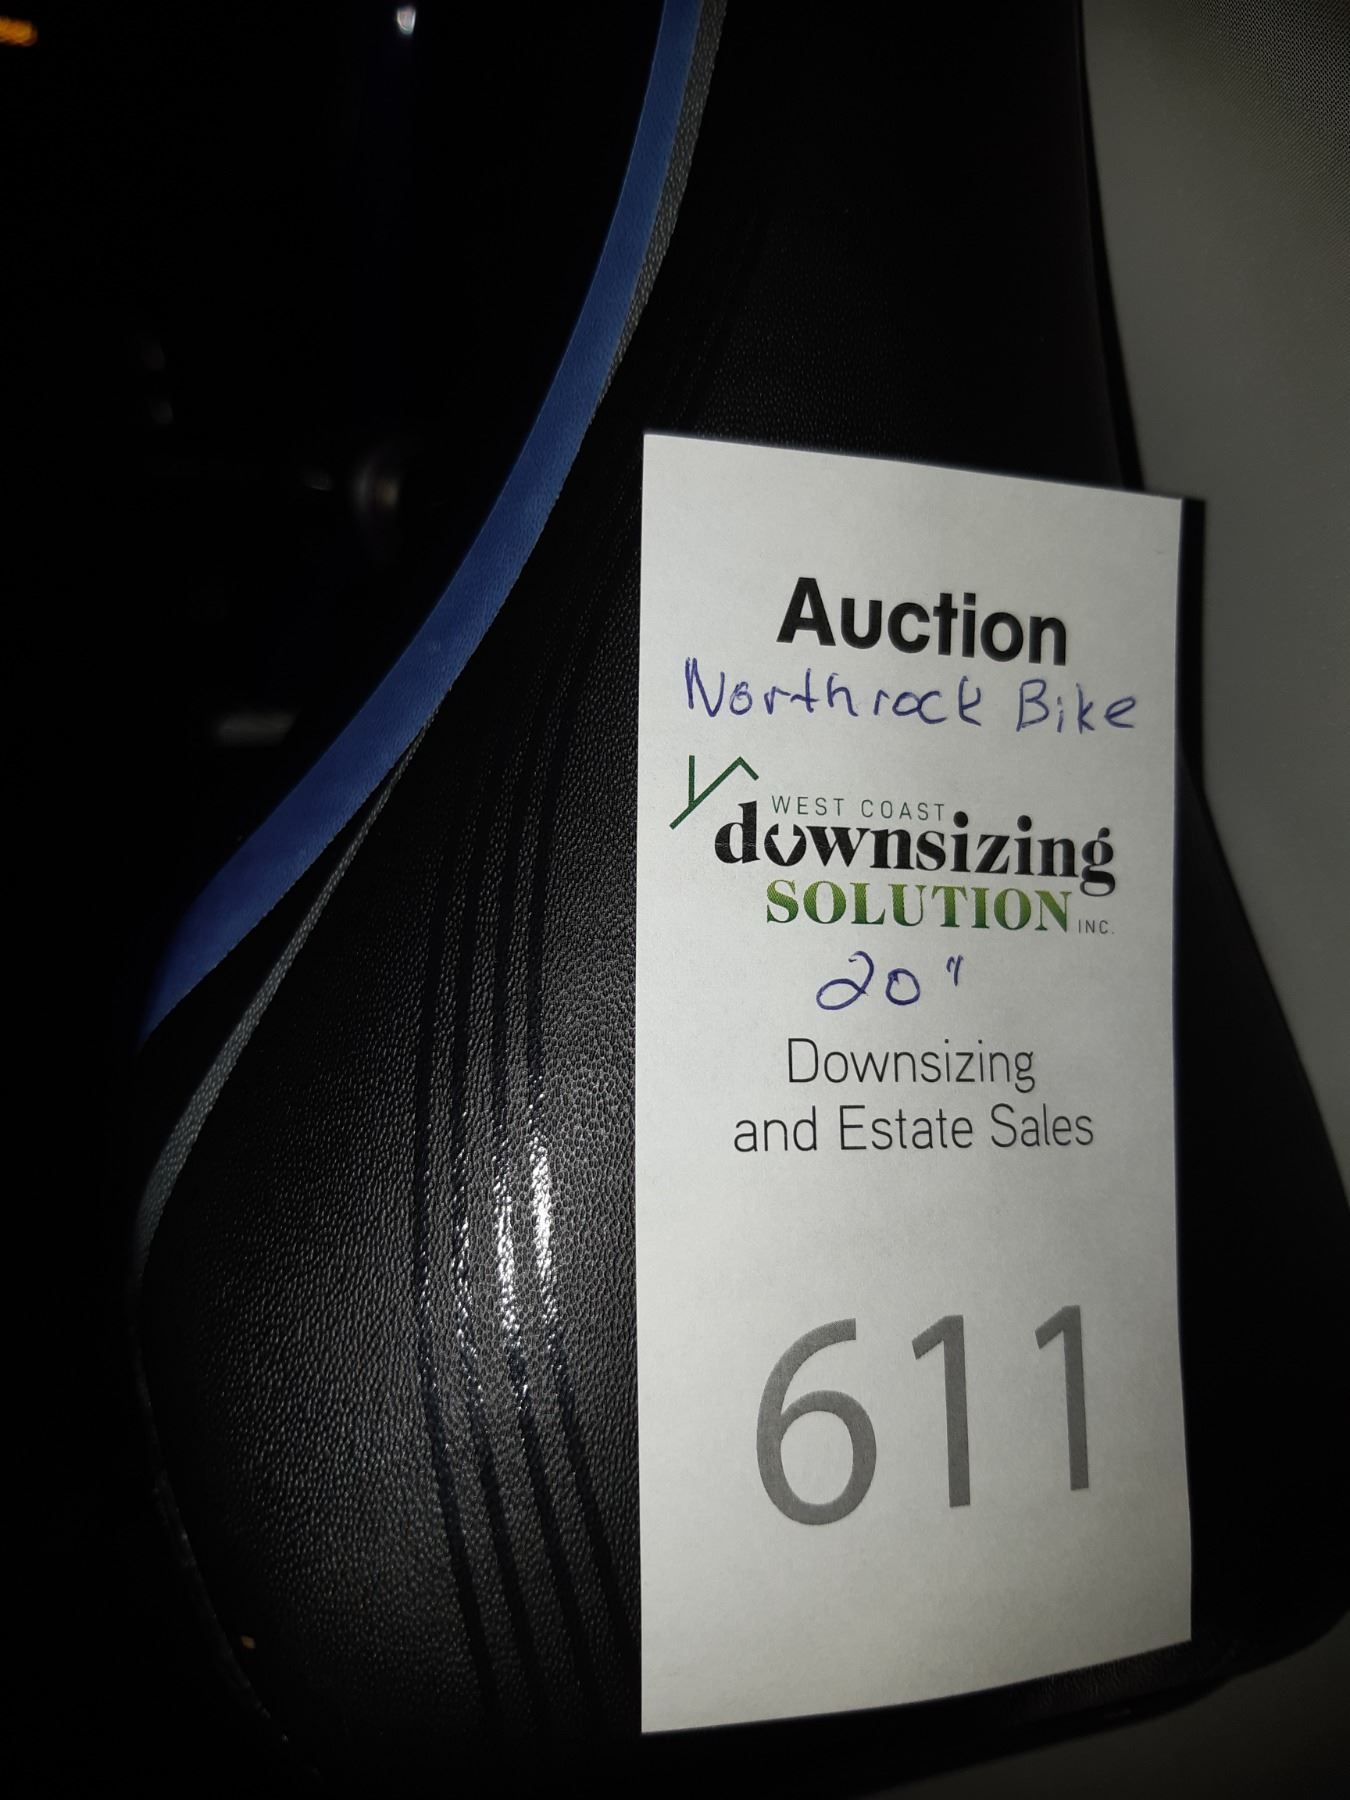 Auction
Northrock Bike
WEST COAST
downsizing
SOLUTION INC.
20"
Downsizing
and Estate Sales
611